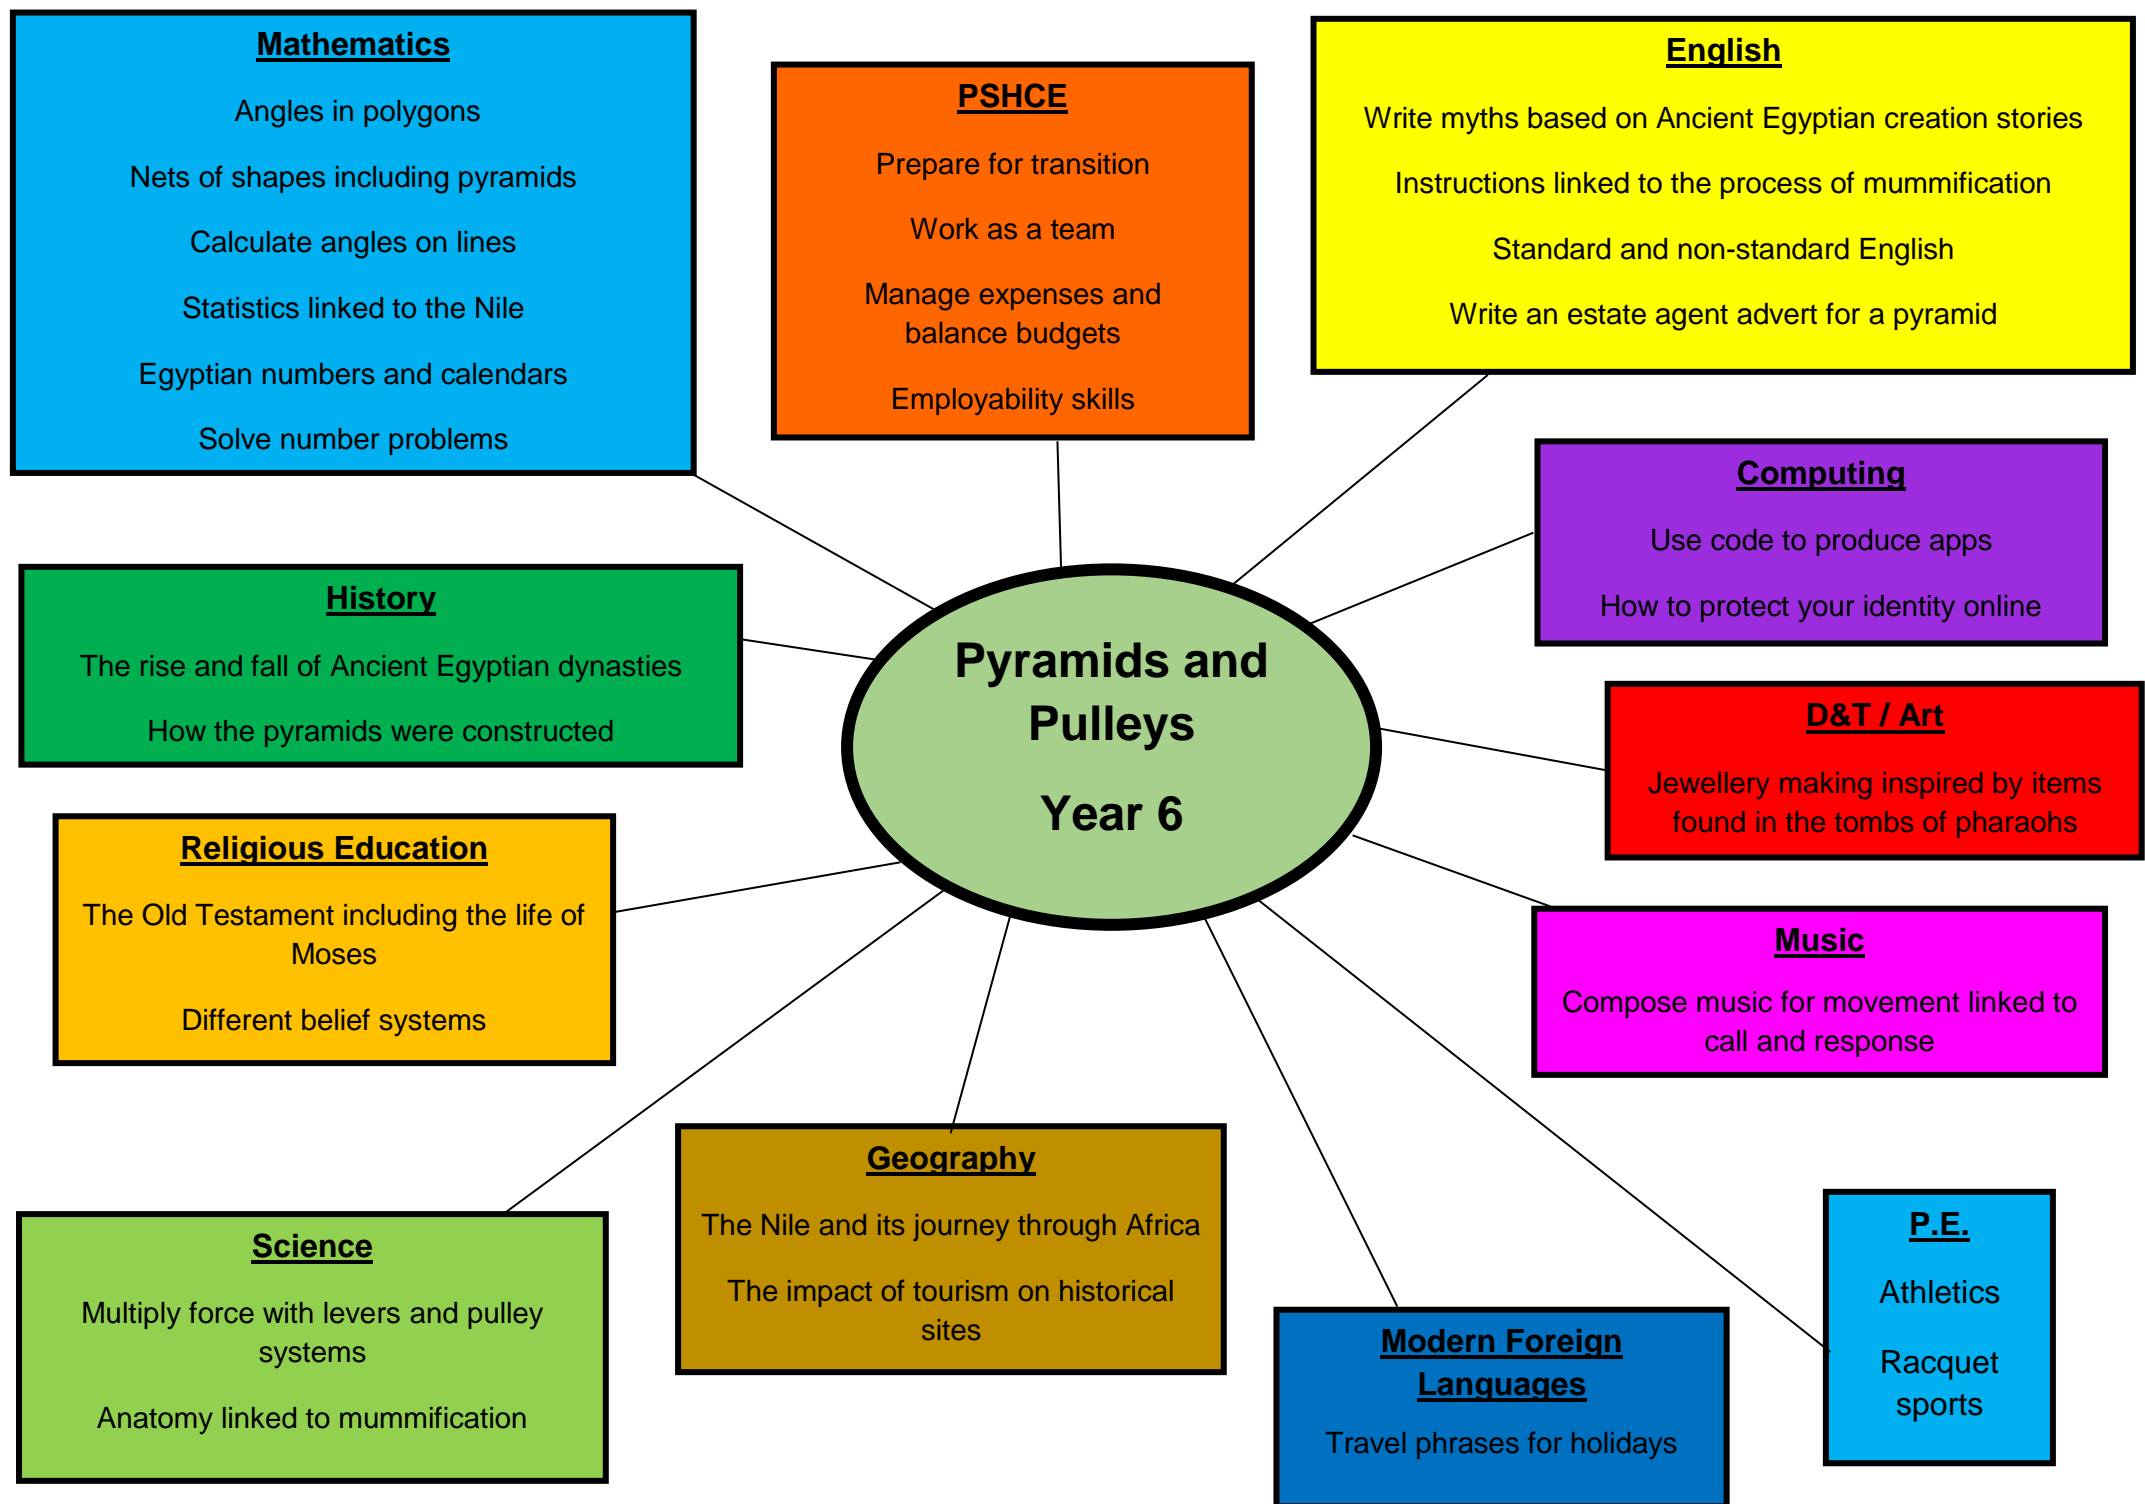 Mathematics
Angles in polygons
Nets of shapes including pyramids
Calculate angles on lines
Statistics linked to the Nile
Egyptian numbers and calendars
Solve number problems
PSHCE
Prepare for transition
Work as a team
Manage expenses and
balance budgets
Employability skills
English
Write myths based on Ancient Egyptian creation stories
Instructions linked to the process of mummification
Standard and non-standard English
Write an estate agent advert for a pyramid
Computing
Use code to produce apps
How to protect your identity online
History
The rise and fall of Ancient Egyptian dynasties
How the pyramids were constructed
Pyramids and
Pulleys
Year 6
D&T / Art
Jewellery making inspired by items
found in the tombs of pharaohs
Religious Education
The Old Testament including the life of
Moses
Different belief systems
Music
Compose music for movement linked to
call and response
Science
Multiply force with levers and pulley
systems
Anatomy linked to mummification
Geography
The Nile and its journey through Africa
The impact of tourism on historical
sites
Modern Foreign
Languages
Travel phrases for holidays
P.E.
Athletics
Racquet
sports